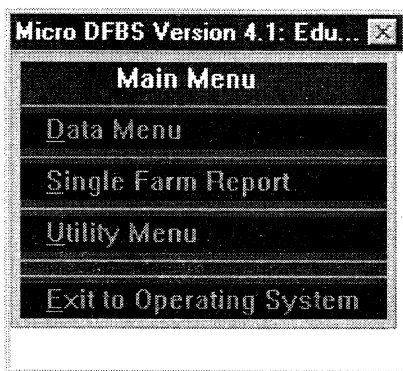 Micro DFBS Version 4.1: Edu...
Main Menu
Data Menu
Single Farm Report
Utility Menu
Exit to Operating System